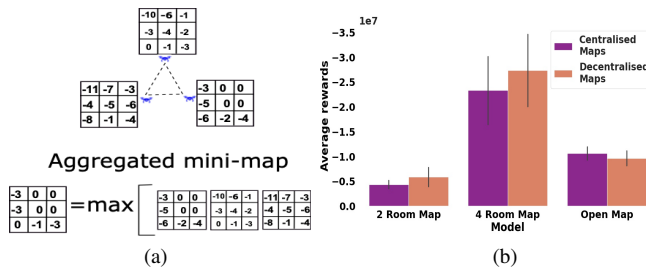 -10 -6 -1
-3 -4 -2
0 -1 -3
-11 -7 -3
-4 -5 -6
-8 -1 -4
-3 0 0
-5 0 0
-6 -2 -4
Aggregated mini-map
-3 0 0
-3 0 0
0 -1 -3
=max
-3 0 0
-5 0 0
-6 -2 -4
-10 -6 -1
-3 -4 -2
0 -1 -3
-11 -7 -3
-4 -5 -6
-8 -1 -4
(a)
1e7
-3.5
-3.0
-2.5
-2.0
-1.5
-1.0
-0.5
0.0
Average rewards
Centralised
Maps
Decentralised
Maps
2 Room Map
4 Room Map
Open Map
Model
(b)